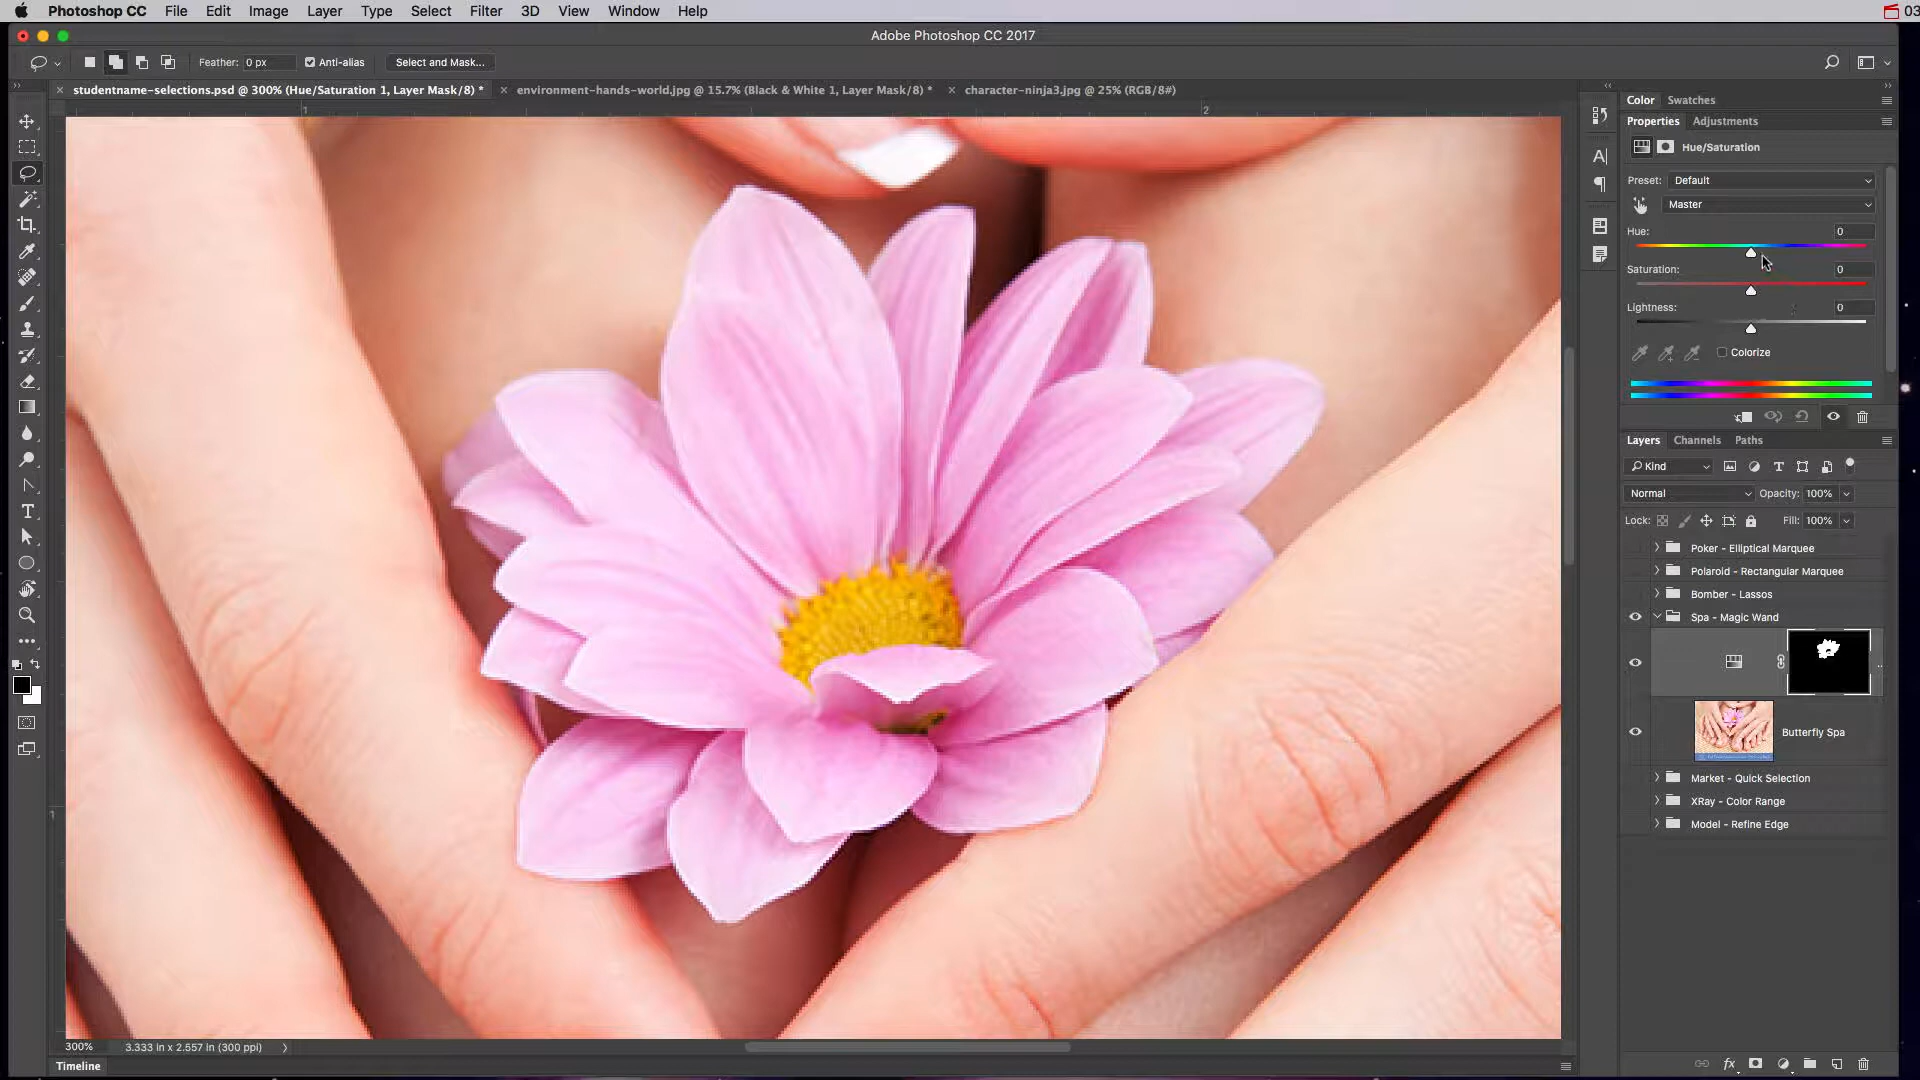 Photoshop CC File Edit Image Layer Type Select Filter 3D View Window Help 03
Adobe Photoshop CC 2017
Feather: 0 px Anti-alias Select and Mask...
studentname-selections.psd @ 300% (Hue/Saturation 1, Layer Mask/8) * environment-hands-world.jpg @ 15.7% (Black & White 1, Layer Mask/8) * character-ninja3.jpg @ 25% (RGB/8#)
Color Swatches
1 2
Properties Adjustments
Hue/Saturation
Preset: Default
Master
Hue: 0
Saturation: 0
Lightness: 0
Colorize
Layers Channels Paths
Kind
Normal Opacity: 100%
Lock: Fill: 100%
Poker - Elliptical Marquee
Polaroid - Rectangular Marquee
Bomber - Lassos
Spa - Magic Wand
Butterfly Spa
Market - Quick Selection
XRay - Color Range
1
Model - Refine Edge
300% 3.333 in x 2.557 in (300 ppi)
Timeline
fx